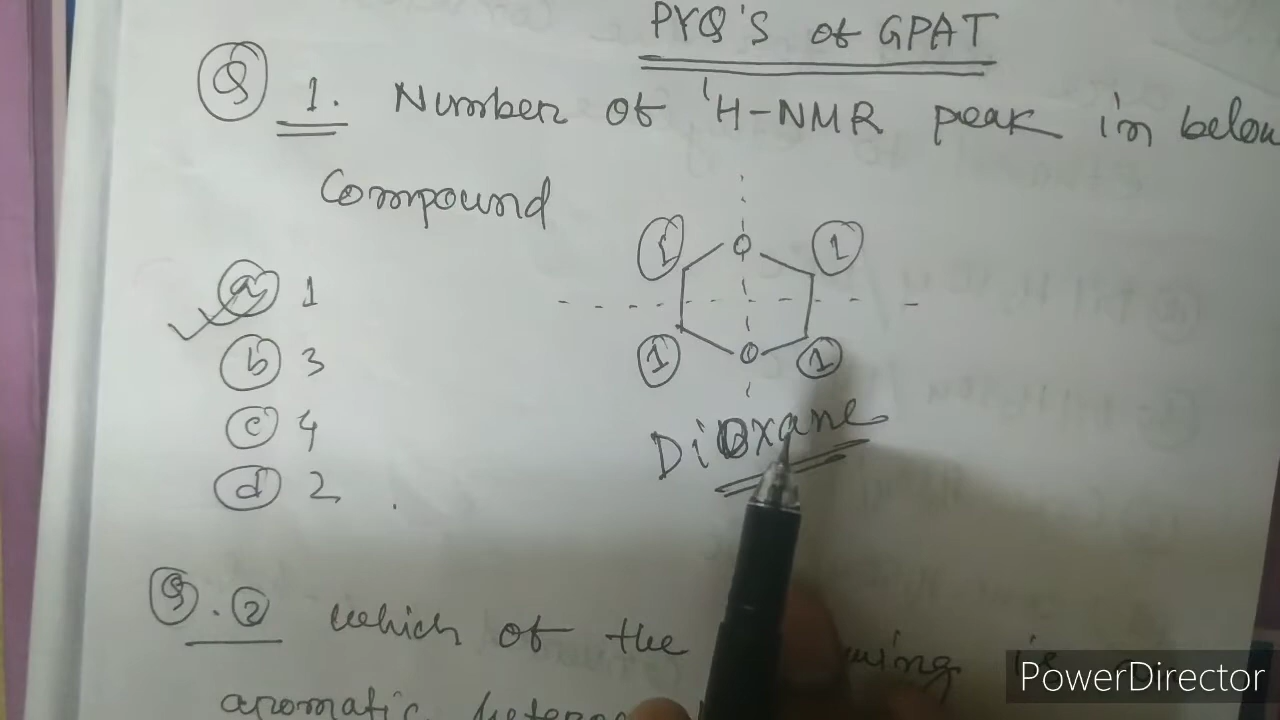 PYQ'S of GPAT
Q 1. Number of 1H-NMR peak in below
Compound
a 1
b 3
c 4
d 2
1 O 1
1 O 1
Dioxane
Q. 2 which of the is
aromatic
PowerDirector